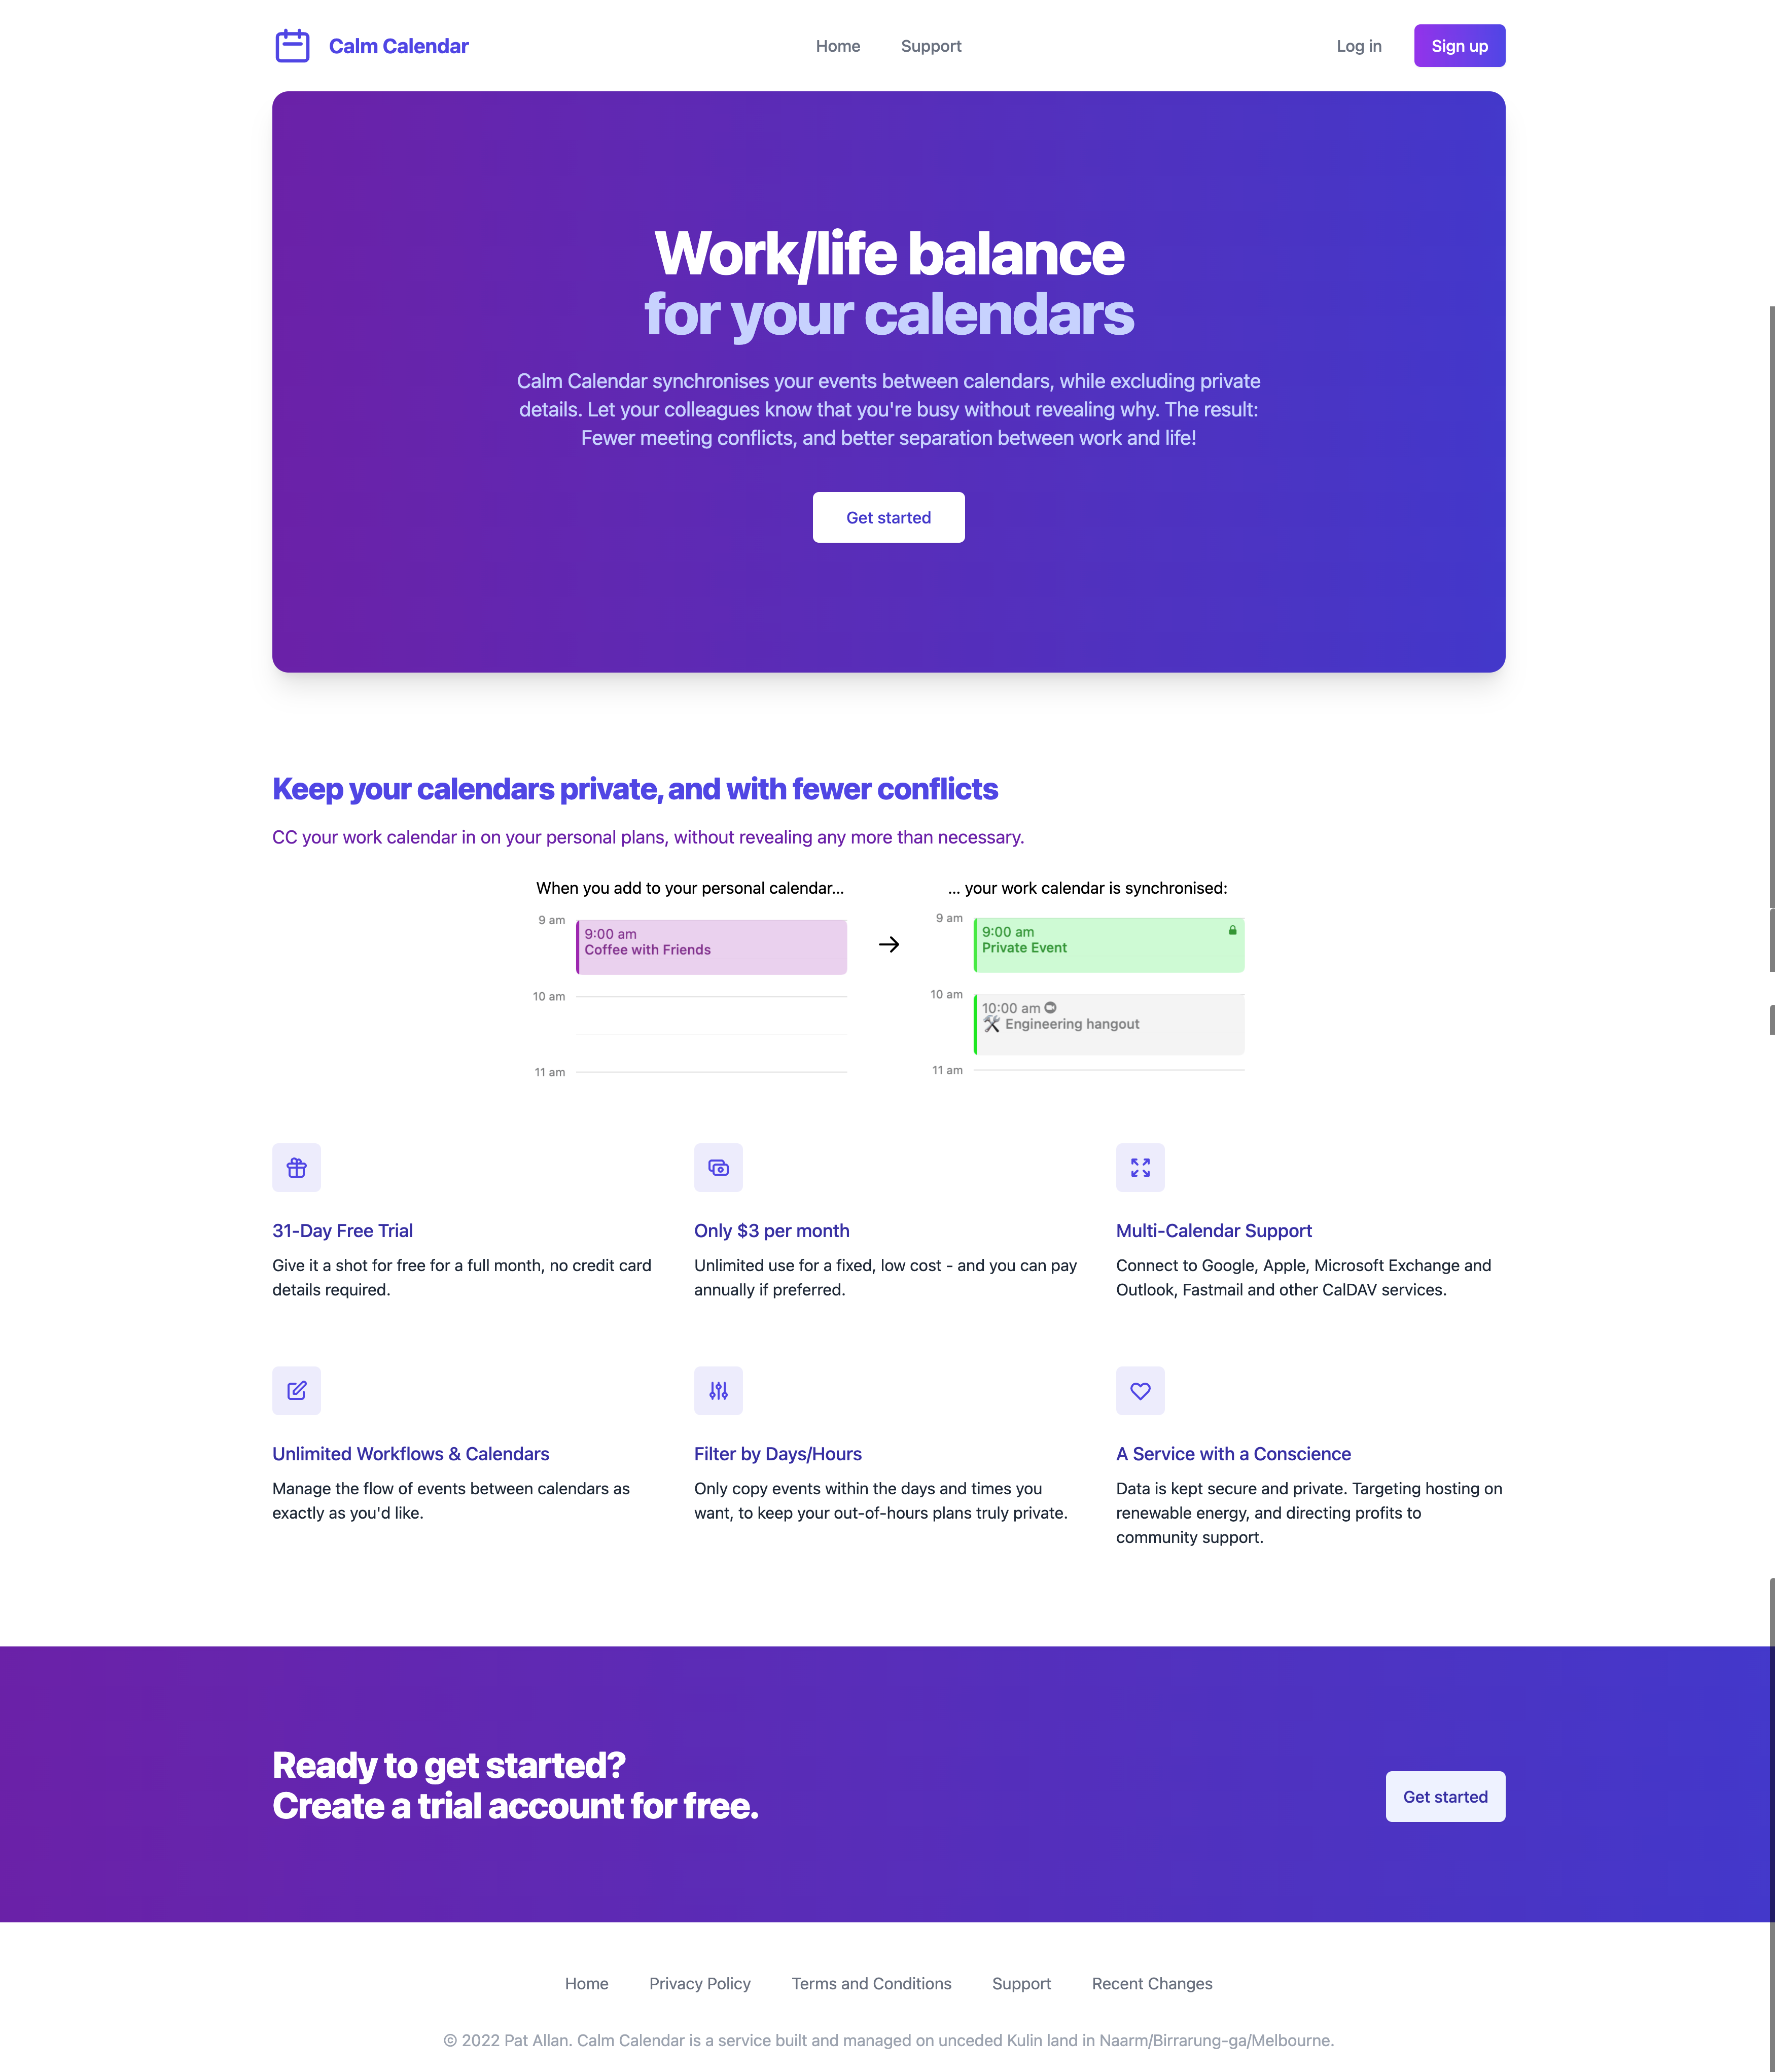 Calm Calendar
Home
Support
Log in
Sign up
Work/life balance
for your calendars
Calm Calendar synchronises your events between calendars, while excluding private
details. Let your colleagues know that you're busy without revealing why. The result:
Fewer meeting conflicts, and better separation between work and life!
Get started
Keep your calendars private, and with fewer conflicts
CC your work calendar in on your personal plans, without revealing any more than necessary.
When you add to your personal calendar...
9 am
9:00 am
Coffee with Friends
10 am
11 am
... your work calendar is synchronised:
9 am
9:00 am
Private Event
10 am
10:00 am
🛠 Engineering hangout
11 am
31-Day Free Trial
Give it a shot for free for a full month, no credit card
details required.
Only $3 per month
Unlimited use for a fixed, low cost - and you can pay
annually if preferred.
Multi-Calendar Support
Connect to Google, Apple, Microsoft Exchange and
Outlook, Fastmail and other CalDAV services.
Unlimited Workflows & Calendars
Manage the flow of events between calendars as
exactly as you'd like.
Filter by Days/Hours
Only copy events within the days and times you
want, to keep your out-of-hours plans truly private.
A Service with a Conscience
Data is kept secure and private. Targeting hosting on
renewable energy, and directing profits to
community support.
Ready to get started?
Create a trial account for free.
Get started
Home
Privacy Policy
Terms and Conditions
Support
Recent Changes
© 2022 Pat Allan. Calm Calendar is a service built and managed on unceded Kulin land in Naarm/Birrarung-ga/Melbourne.